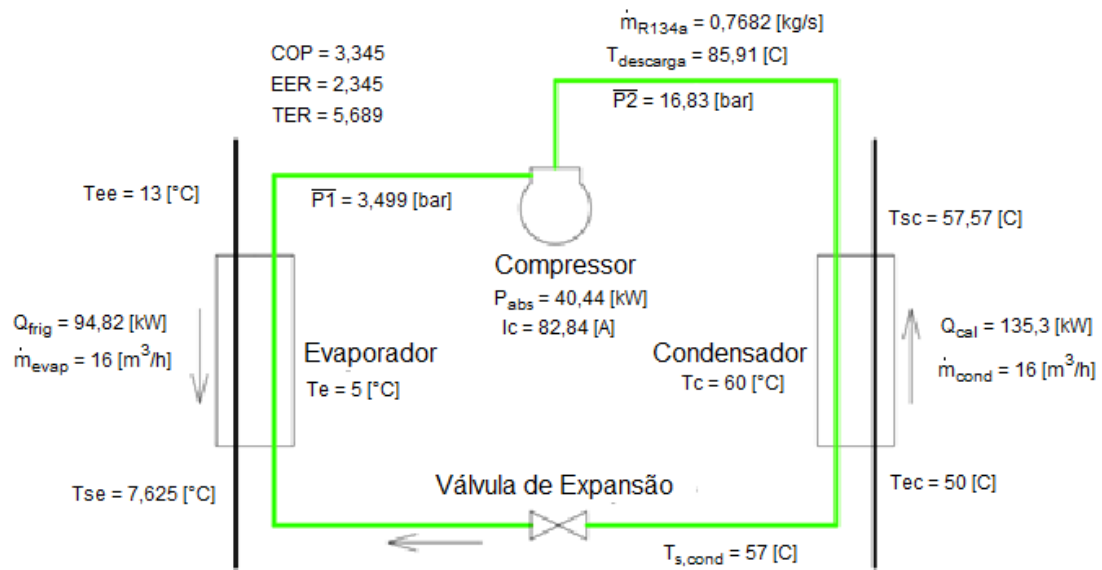 ṁR134a = 0,7682 [kg/s]
COP = 3,345
Tdescarga = 85,91 [C]
EER = 2,345
P2 = 16,83 [bar]
TER = 5,689
Tee = 13 [°C]
P1 = 3,499 [bar]
Tsc = 57,57 [C]
Compressor
Pabs = 40,44 [kW]
Ic = 82,84 [A]
Qfrig = 94,82 [kW]
Qcal = 135,3 [kW]
Evaporador
Condensador
ṁevap = 16 [m³/h]
Te = 5 [°C]
Tc = 60 [°C]
ṁcond = 16 [m³/h]
Tse = 7,625 [°C]
Válvula de Expansão
Tec = 50 [C]
Ts,cond = 57 [C]